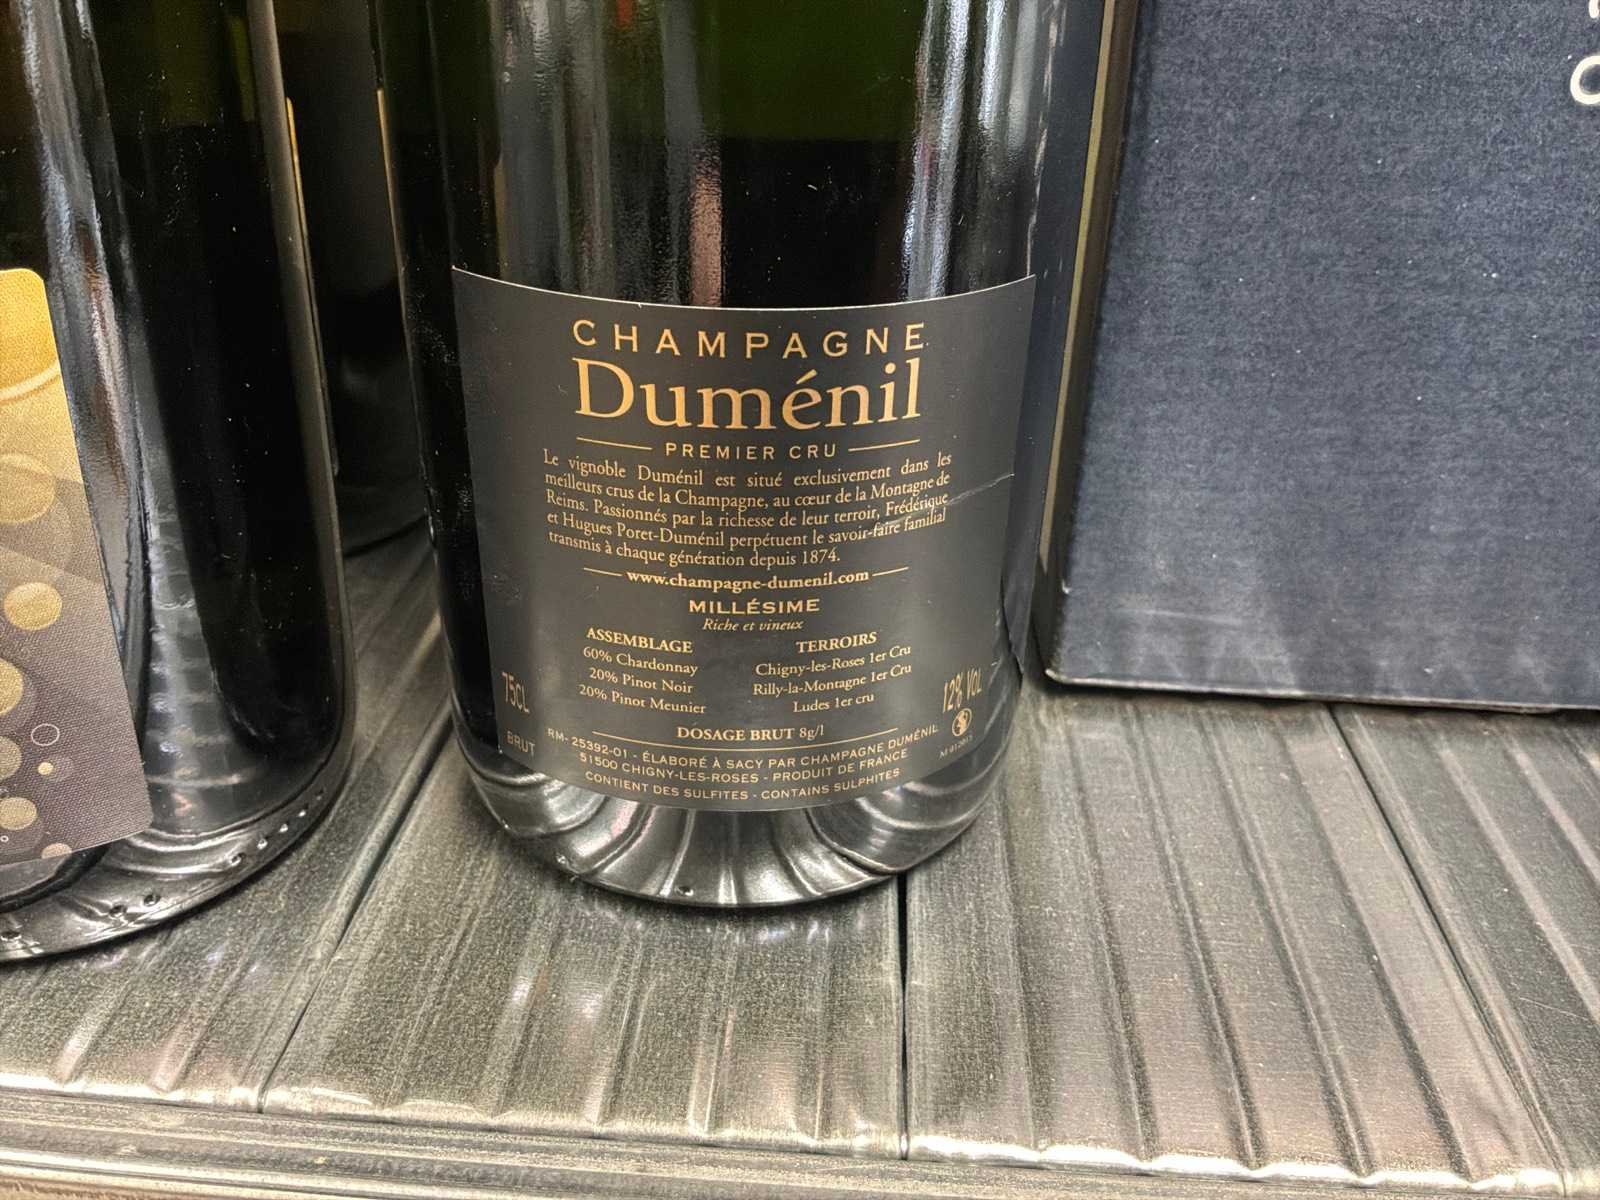 CHAMPAGNE
Duménil
PREMIER CRU
Le vignoble Duménil est situé exclusivement dans les
meilleurs crus de la Champagne, au cœur de la Montagne de
Reims. Passionnés par la richesse de leur terroir, Frédérique
et Hugues Poret-Duménil perpétuent le savoir-faire familial
transmis à chaque génération depuis 1874.
www.champagne-dumenil.com
MILLÉSIME
Riche et vineux
ASSEMBLAGE
60% Chardonnay
20% Pinot Noir
20% Pinot Meunier
TERROIRS
Chigny-les-Roses 1er Cru
Rilly-la-Montagne 1er Cru
Ludes 1er cru
75CL
BRUT
12% VOL
DOSAGE BRUT 8g/l
RM- 25392-01 - ÉLABORÉ À SACY PAR CHAMPAGNE DUMÉNIL
51500 CHIGNY-LES-ROSES - PRODUIT DE FRANCE
CONTIENT DES SULFITES - CONTAINS SULPHITES